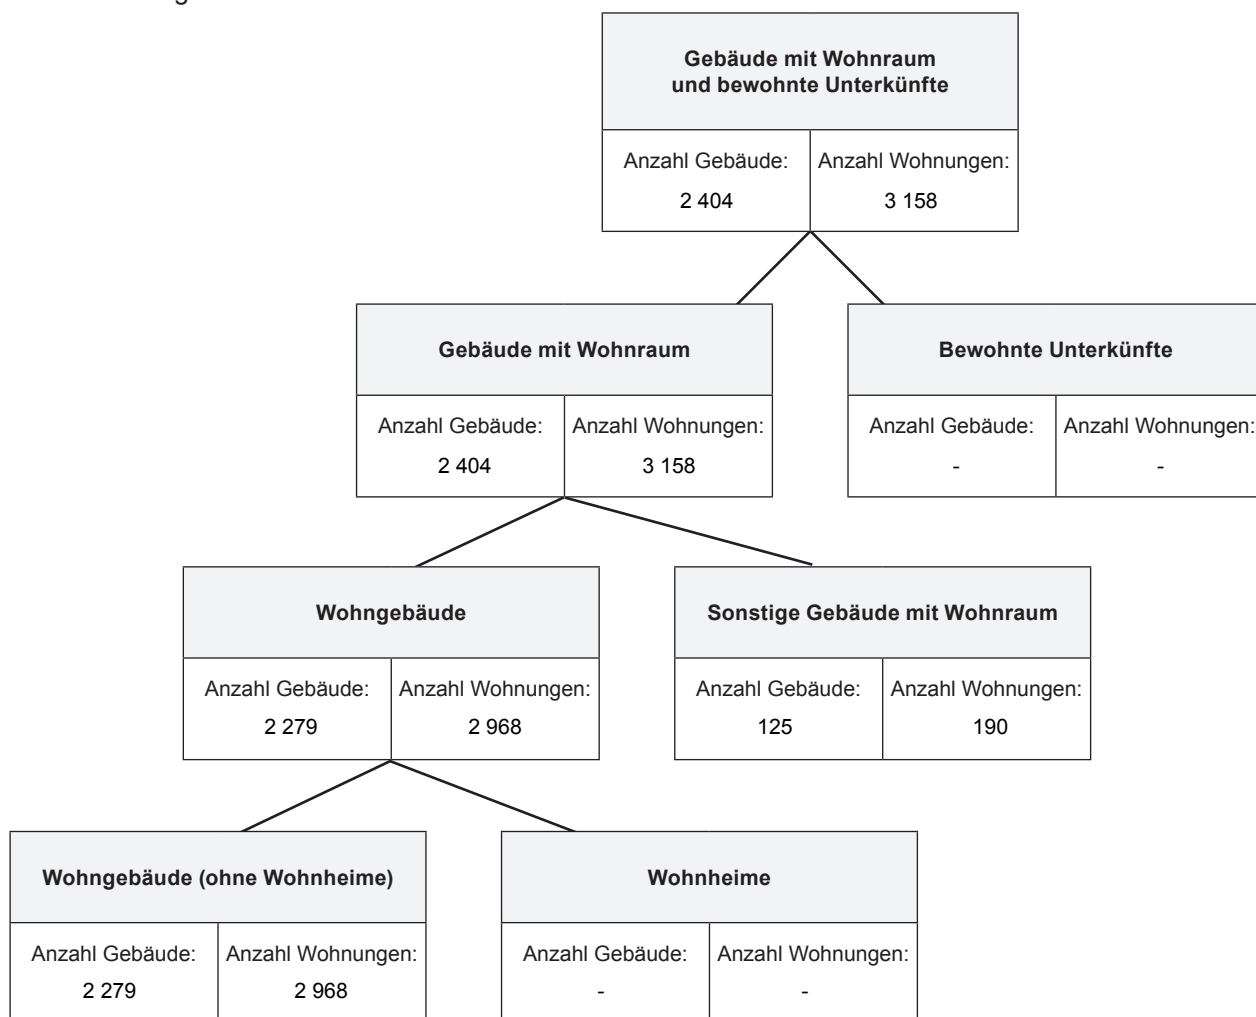 Gebäude mit Wohnraum
und bewohnte Unterkünfte
Anzahl Gebäude: Anzahl Wohnungen:
2 404 3 158
Gebäude mit Wohnraum
Anzahl Gebäude: Anzahl Wohnungen:
2 404 3 158
Bewohnte Unterkünfte
Anzahl Gebäude: Anzahl Wohnungen:
- -
Wohngebäude
Anzahl Gebäude: Anzahl Wohnungen:
2 279 2 968
Sonstige Gebäude mit Wohnraum
Anzahl Gebäude: Anzahl Wohnungen:
125 190
Wohngebäude (ohne Wohnheime)
Anzahl Gebäude: Anzahl Wohnungen:
2 279 2 968
Wohnheime
Anzahl Gebäude: Anzahl Wohnungen:
- -